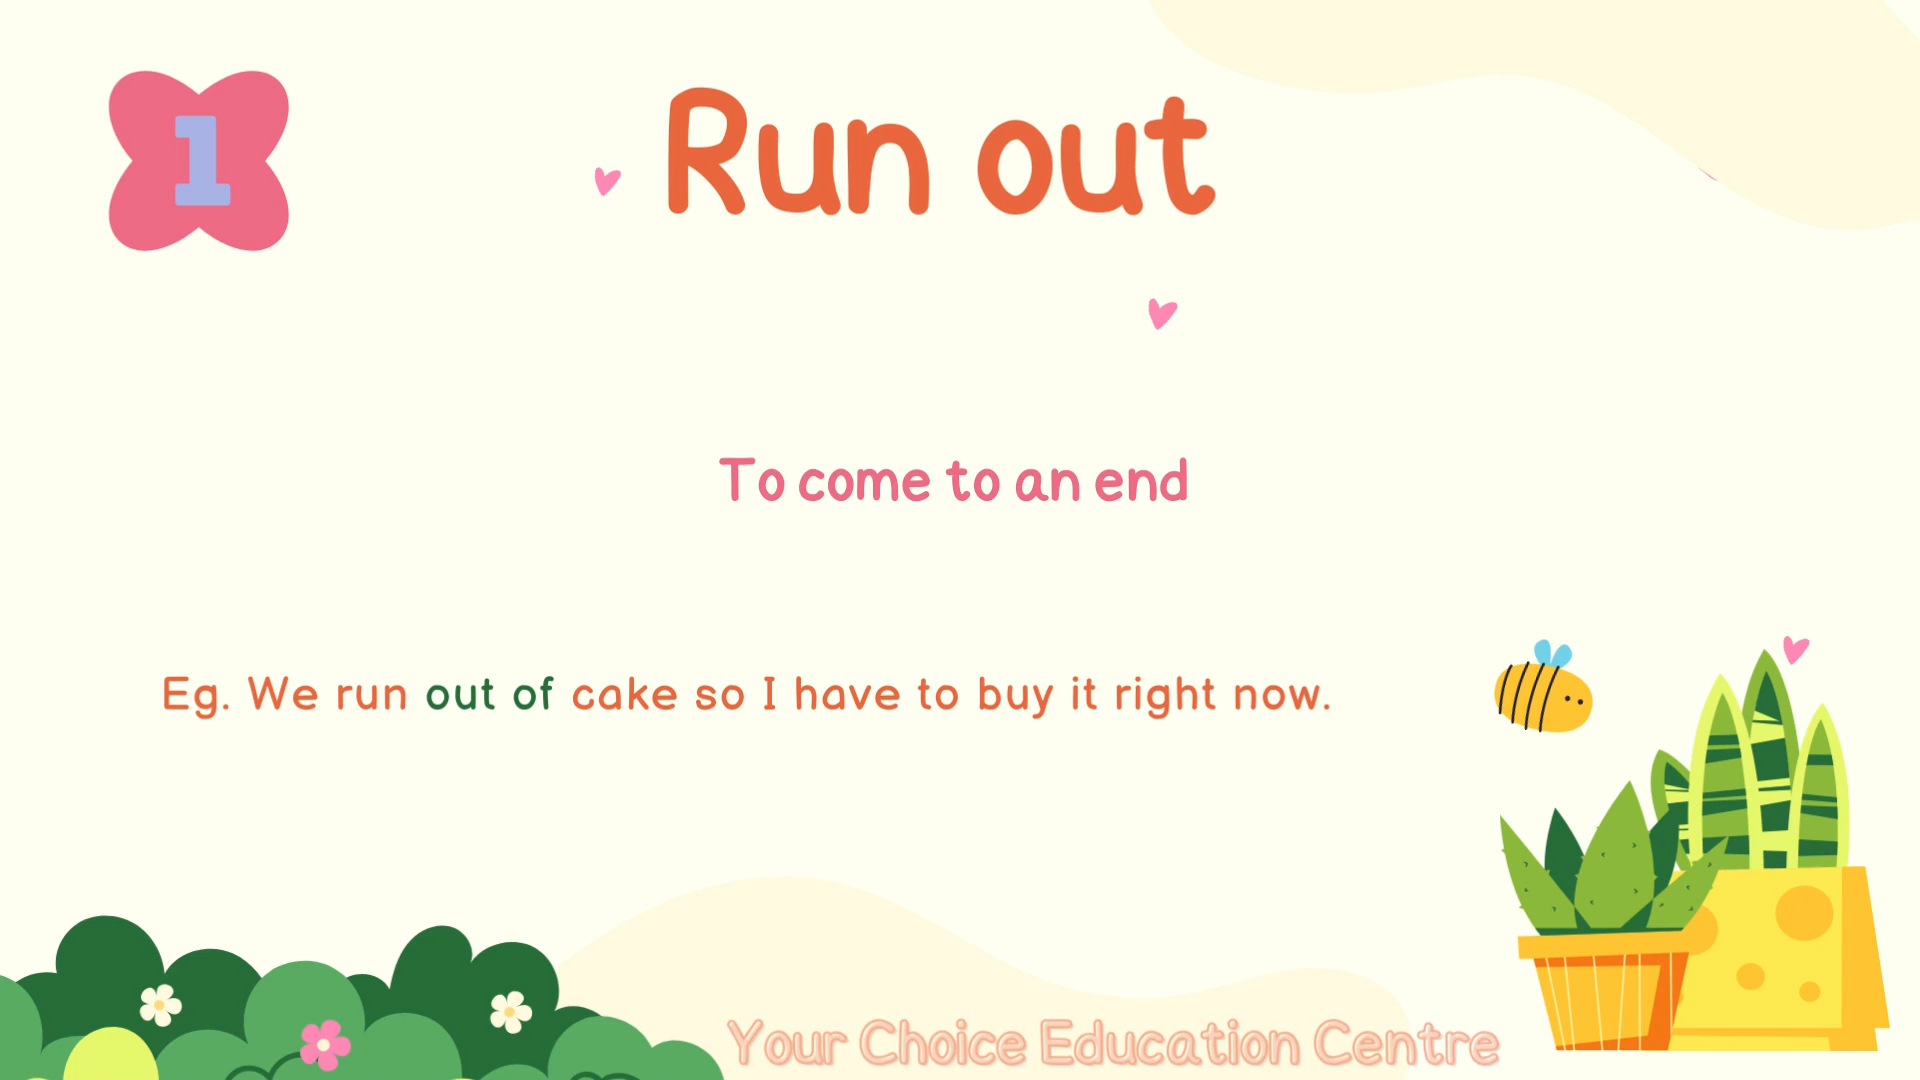 1
Run out
To come to an end
Eg. We run out of cake so I have to buy it right now.
Your Choice Education Centre